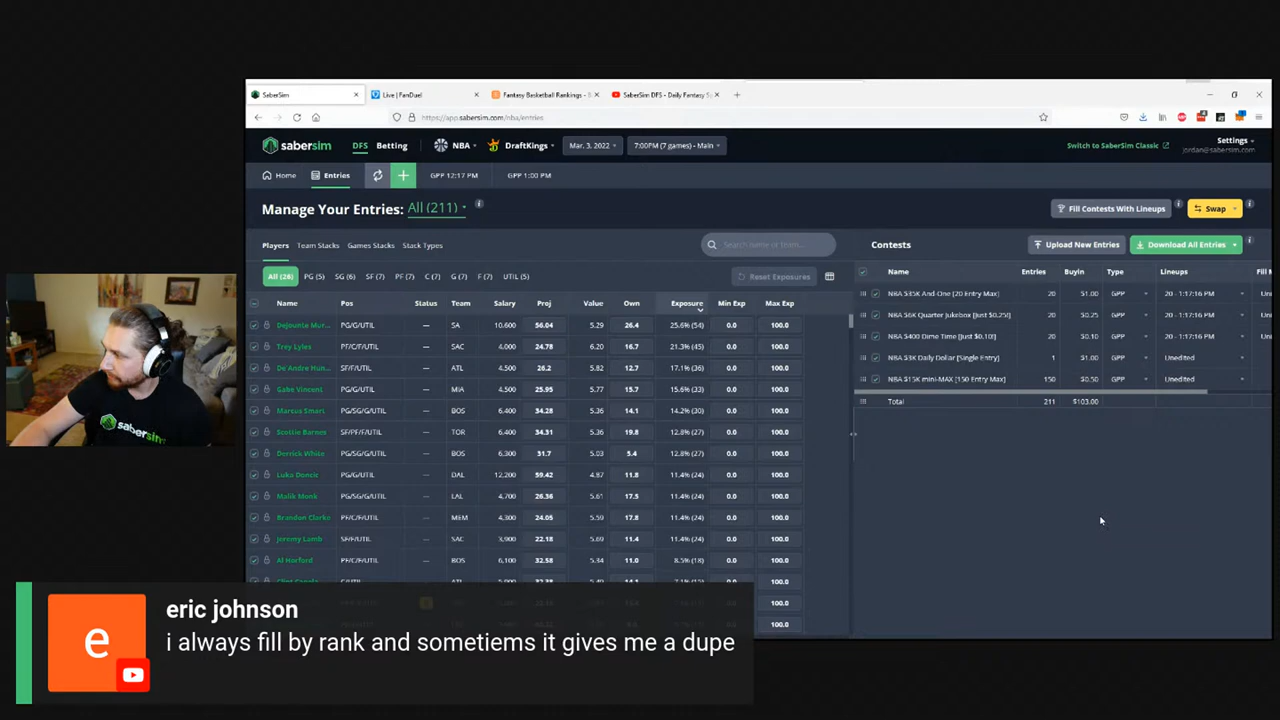 SaberSim
Live | FanDuel
Fantasy Basketball Rankings - S
SaberSim DFS - Daily Fantasy S
https://app.sabersim.com/nba/entries
sabersim DFS Betting NBA DraftKings Mar. 3, 2022 7:00PM (7 games) - Main
Switch to SaberSim Classic
Settings
jordan@sabersim.com
Home Entries GPP 12:17 PM GPP 1:00 PM
Manage Your Entries: All (211)
Fill Contests With Lineups Swap
Players Team Stacks Games Stacks Stack Types
Search name or team...
Contests Upload New Entries Download All Entries
All (26) PG (5) SG (6) SF (7) PF (7) C (7) G (7) F (7) UTIL (5)
Reset Exposures
Name Pos Status Team Salary Proj Value Own Exposure Min Exp Max Exp
Dejounte Mur... PG/G/UTIL — SA 10,600 56.04 5.29 26.4 25.6% (54) 0.0 100.0
Trey Lyles PF/C/F/UTIL — SAC 4,000 24.78 6.20 16.7 21.3% (45) 0.0 100.0
De'Andre Hun... SF/F/UTIL — ATL 4,500 26.2 5.82 12.7 17.1% (36) 0.0 100.0
Gabe Vincent PG/G/UTIL — MIA 4,500 25.95 5.77 15.7 15.6% (33) 0.0 100.0
Marcus Smart PG/SG/G/UTIL — BOS 6,400 34.28 5.36 14.1 14.2% (30) 0.0 100.0
Scottie Barnes SF/PF/F/UTIL — TOR 6,400 34.31 5.36 19.8 12.8% (27) 0.0 100.0
Derrick White PG/SG/G/UTIL — BOS 6,300 31.7 5.03 5.4 12.8% (27) 0.0 100.0
Luka Doncic PG/G/UTIL — DAL 12,200 59.42 4.87 11.8 11.4% (24) 0.0 100.0
Malik Monk PG/SG/G/UTIL — LAL 4,700 26.36 5.61 17.5 11.4% (24) 0.0 100.0
Brandon Clarke PF/C/F/UTIL — MEM 4,300 24.05 5.59 17.8 11.4% (24) 0.0 100.0
Jeremy Lamb SF/F/UTIL — SAC 3,900 22.18 5.69 11.4 11.4% (24) 0.0 100.0
Al Horford PF/C/F/UTIL — BOS 6,100 32.58 5.34 11.0 8.5% (18) 0.0 100.0
100.0
100.0
100.0
Name Entries Buyin Type Lineups Fill
NBA $35K And-One [20 Entry Max] 20 $1.00 GPP 20 - 1:17:16 PM
NBA $6K Quarter Jukebox [Just $0.25!] 20 $0.25 GPP 20 - 1:17:16 PM
NBA $400 Dime Time [Just $0.10!] 20 $0.10 GPP 20 - 1:17:16 PM
NBA $3K Daily Dollar [Single Entry] 1 $1.00 GPP Unedited
NBA $15K mini-MAX [150 Entry Max] 150 $0.50 GPP Unedited
Total 211 $103.00
sabersim
e
eric johnson
i always fill by rank and sometiems it gives me a dupe